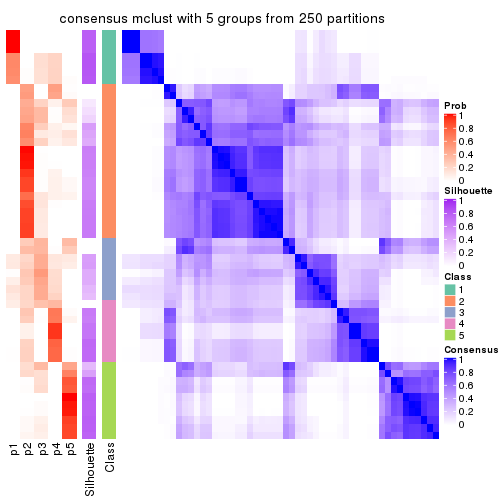 consensus mclust with 5 groups from 250 partitions
Prob
1
0.8
0.6
0.4
0.2
0
Silhouette
1
0.8
0.6
0.4
0.2
0
Class
1
2
3
4
5
Consensus
1
0.8
0.6
0.4
0.2
0
p1
p2
p3
p4
p5
Silhouette
Class